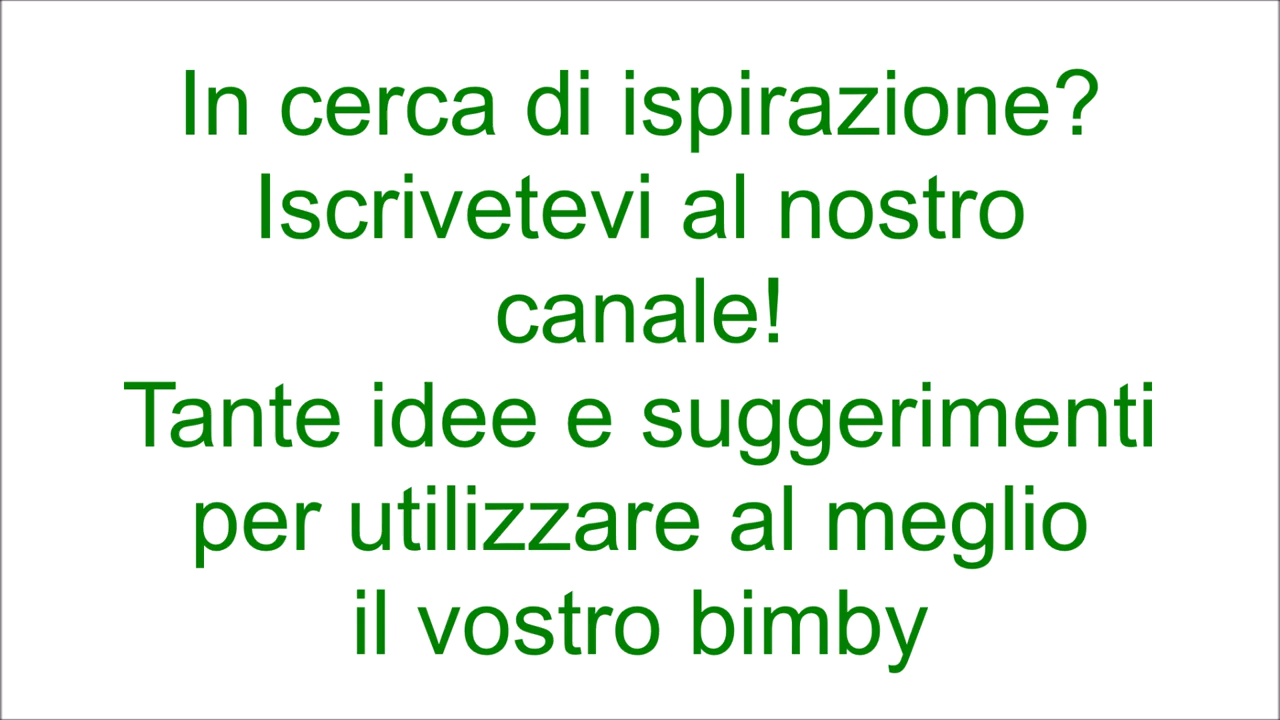 In cerca di ispirazione?
Iscrivetevi al nostro
canale!
Tante idee e suggerimenti
per utilizzare al meglio
il vostro bimby